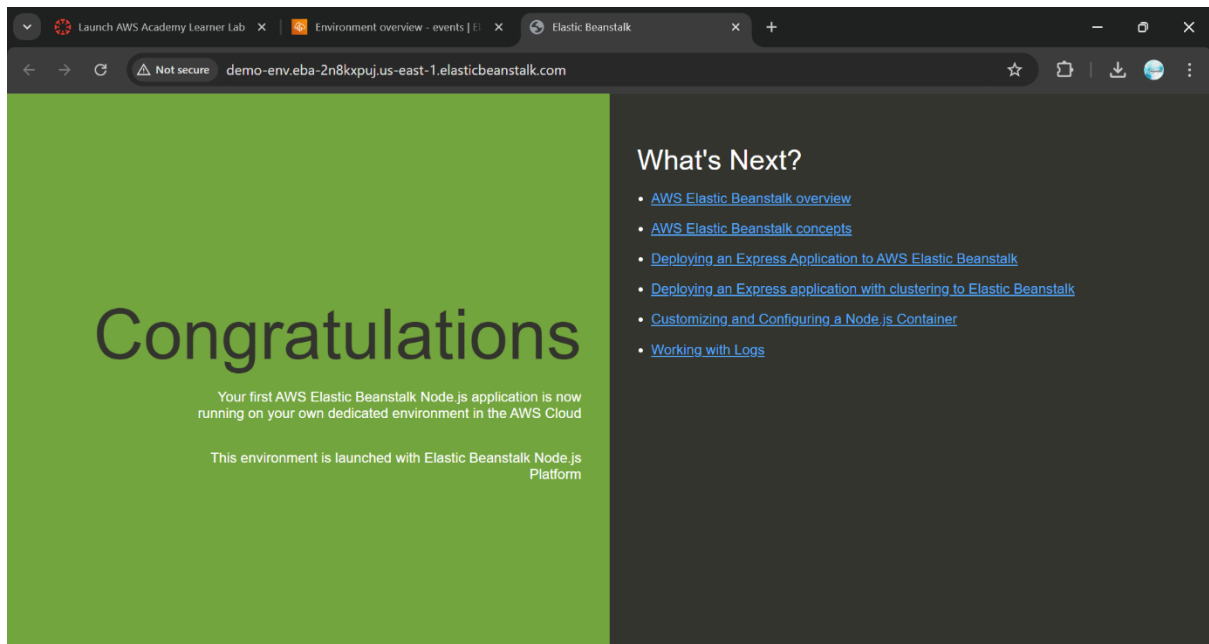 Launch AWS Academy Learner Lab
Environment overview - events | El
Elastic Beanstalk
Not secure
demo-env.eba-2n8kxpuj.us-east-1.elasticbeanstalk.com
Congratulations
Your first AWS Elastic Beanstalk Node.js application is now
running on your own dedicated environment in the AWS Cloud
This environment is launched with Elastic Beanstalk Node.js
Platform
What's Next?
AWS Elastic Beanstalk overview
AWS Elastic Beanstalk concepts
Deploying an Express Application to AWS Elastic Beanstalk
Deploying an Express application with clustering to Elastic Beanstalk
Customizing and Configuring a Node.js Container
Working with Logs